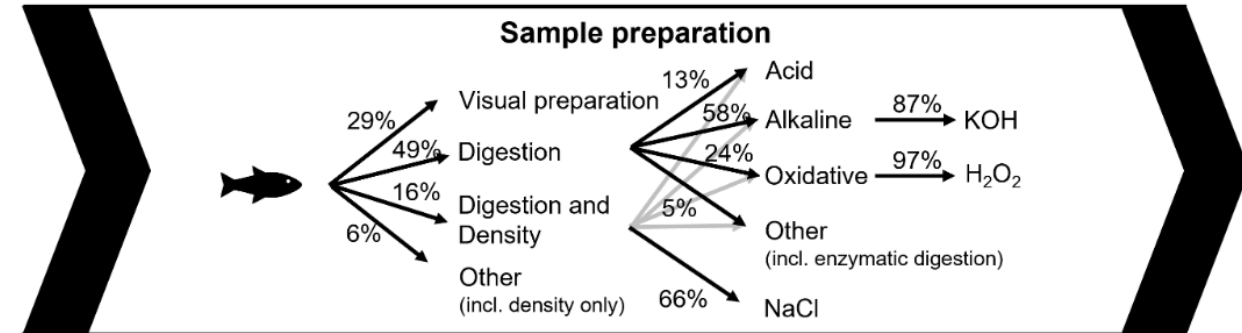 Sample preparation
29%
49%
16%
6%
Visual preparation
Digestion
Digestion and
Density
Other
(incl. density only)
13%
58%
24%
5%
66%
Acid
Alkaline
Oxidative
Other
(incl. enzymatic digestion)
NaCl
87%
97%
KOH
H₂O₂